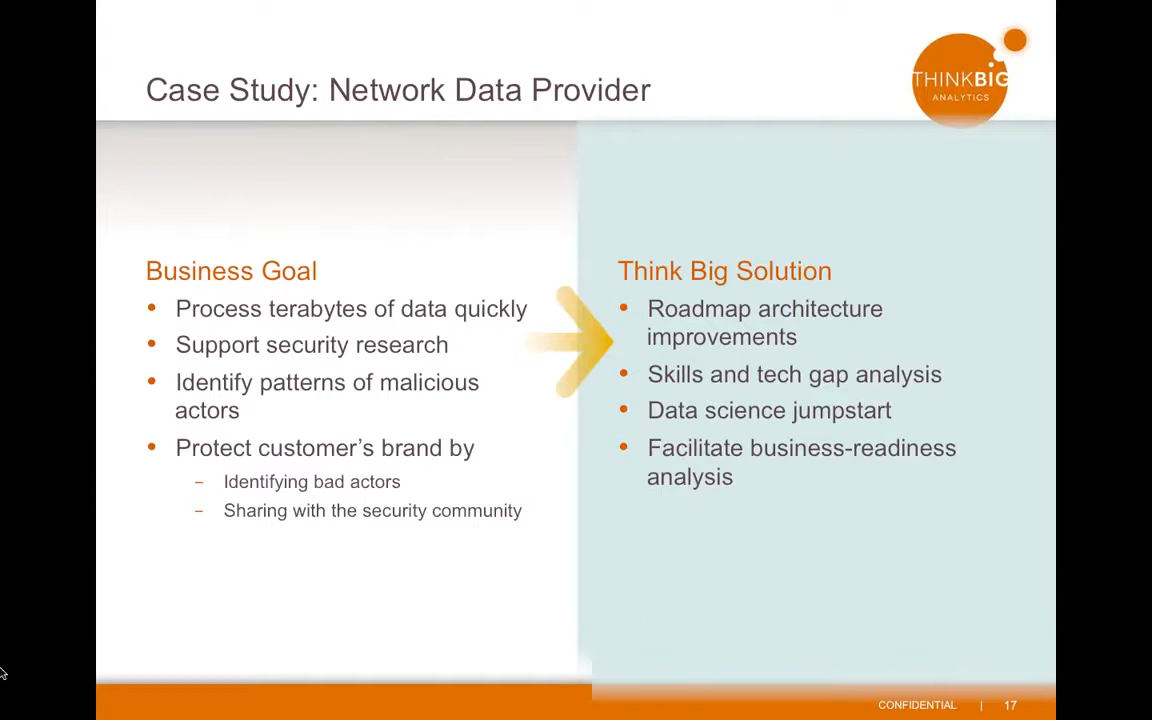 Case Study: Network Data Provider
THINKBIG
ANALYTICS
Business Goal
• Process terabytes of data quickly
• Support security research
• Identify patterns of malicious
actors
• Protect customer’s brand by
– Identifying bad actors
– Sharing with the security community
Think Big Solution
• Roadmap architecture
improvements
• Skills and tech gap analysis
• Data science jumpstart
• Facilitate business-readiness
analysis
CONFIDENTIAL | 17